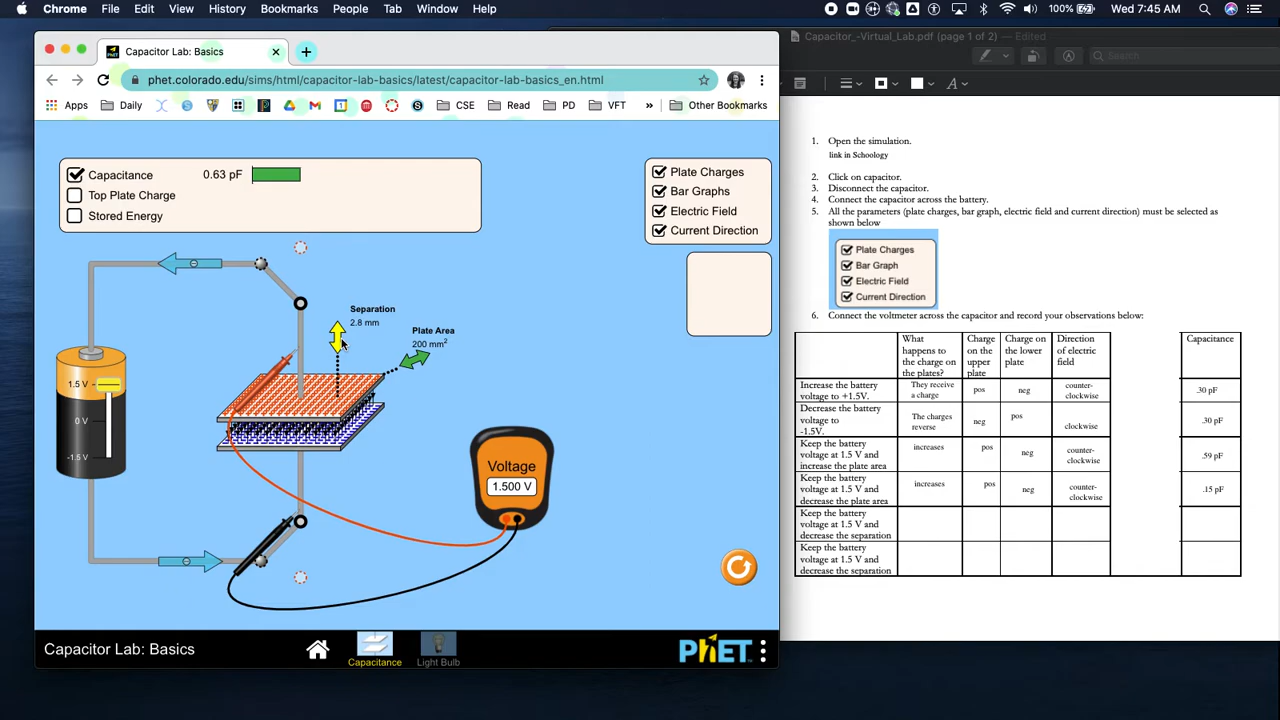 Chrome File Edit View History Bookmarks People Tab Window Help 100% Wed 7:45 AM
Capacitor Lab: Basics
phet.colorado.edu/sims/html/capacitor-lab-basics/latest/capacitor-lab-basics_en.html
Apps Daily CSE Read PD VFT » Other Bookmarks
Capacitance 0.63 pF
Top Plate Charge
Stored Energy
Plate Charges
Bar Graphs
Electric Field
Current Direction
Separation
2.8 mm
Plate Area
200 mm²
1.5 V
0 V
-1.5 V
Voltage
1.500 V
Capacitor Lab: Basics
Capacitance
Light Bulb
PhET
Capacitor_-Virtual_Lab.pdf (page 1 of 2) — Edited
Search
1. Open the simulation.
link in Schoology
2. Click on capacitor.
3. Disconnect the capacitor.
4. Connect the capacitor across the battery.
5. All the parameters (plate charges, bar graph, electric field and current direction) must be selected as
shown below
Plate Charges
Bar Graph
Electric Field
Current Direction
6. Connect the voltmeter across the capacitor and record your observations below:
What happens to the charge on the plates? Charge on the upper plate Charge on the lower plate Direction of electric field Capacitance
Increase the battery voltage to +1.5V. They receive a charge pos neg counter-clockwise .30 pF
Decrease the battery voltage to -1.5V. The charges reverse neg pos clockwise .30 pF
Keep the battery voltage at 1.5 V and increase the plate area increases pos neg counter-clockwise .59 pF
Keep the battery voltage at 1.5 V and decrease the plate area increases pos neg counter-clockwise .15 pF
Keep the battery voltage at 1.5 V and decrease the separation
Keep the battery voltage at 1.5 V and decrease the separation